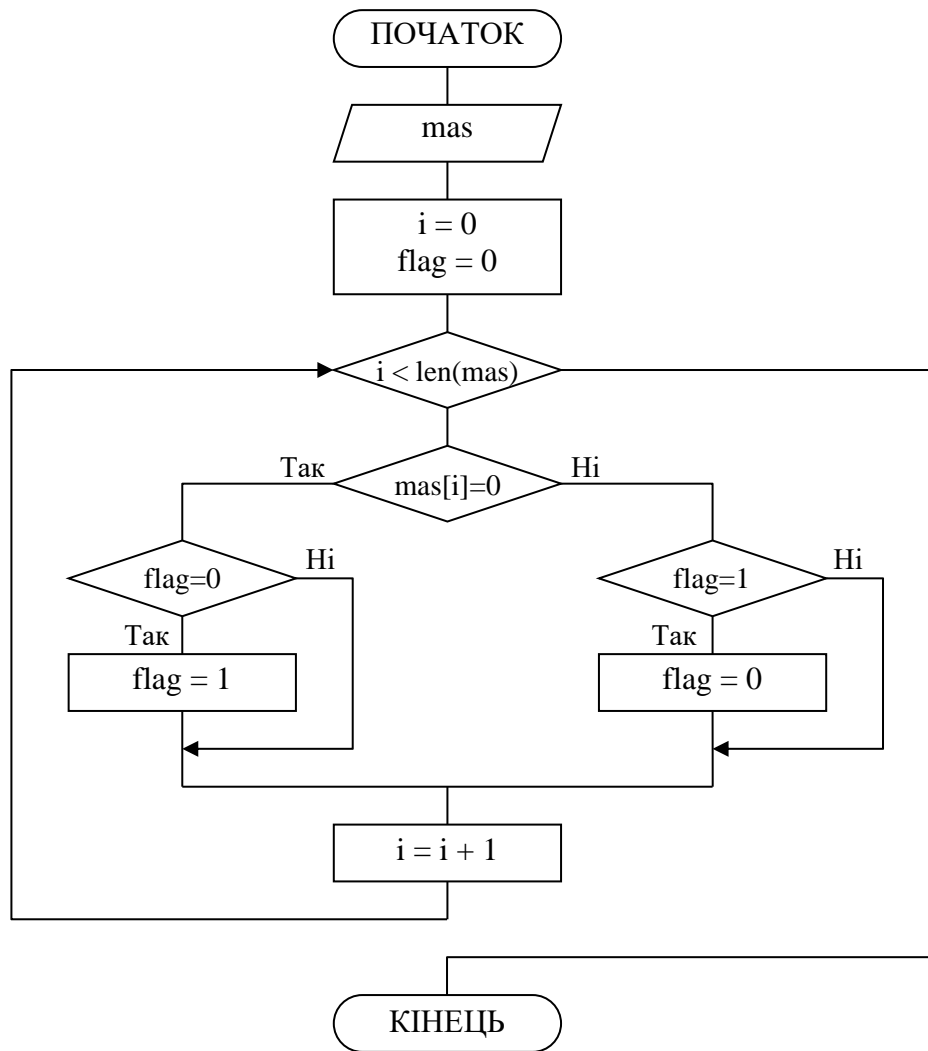 ПОЧАТОК
mas
i = 0
flag = 0
i < len(mas)
Так
mas[i]=0
Ні
flag=0
Ні
flag=1
Ні
Так
Так
flag = 1
flag = 0
i = i + 1
КІНЕЦЬ